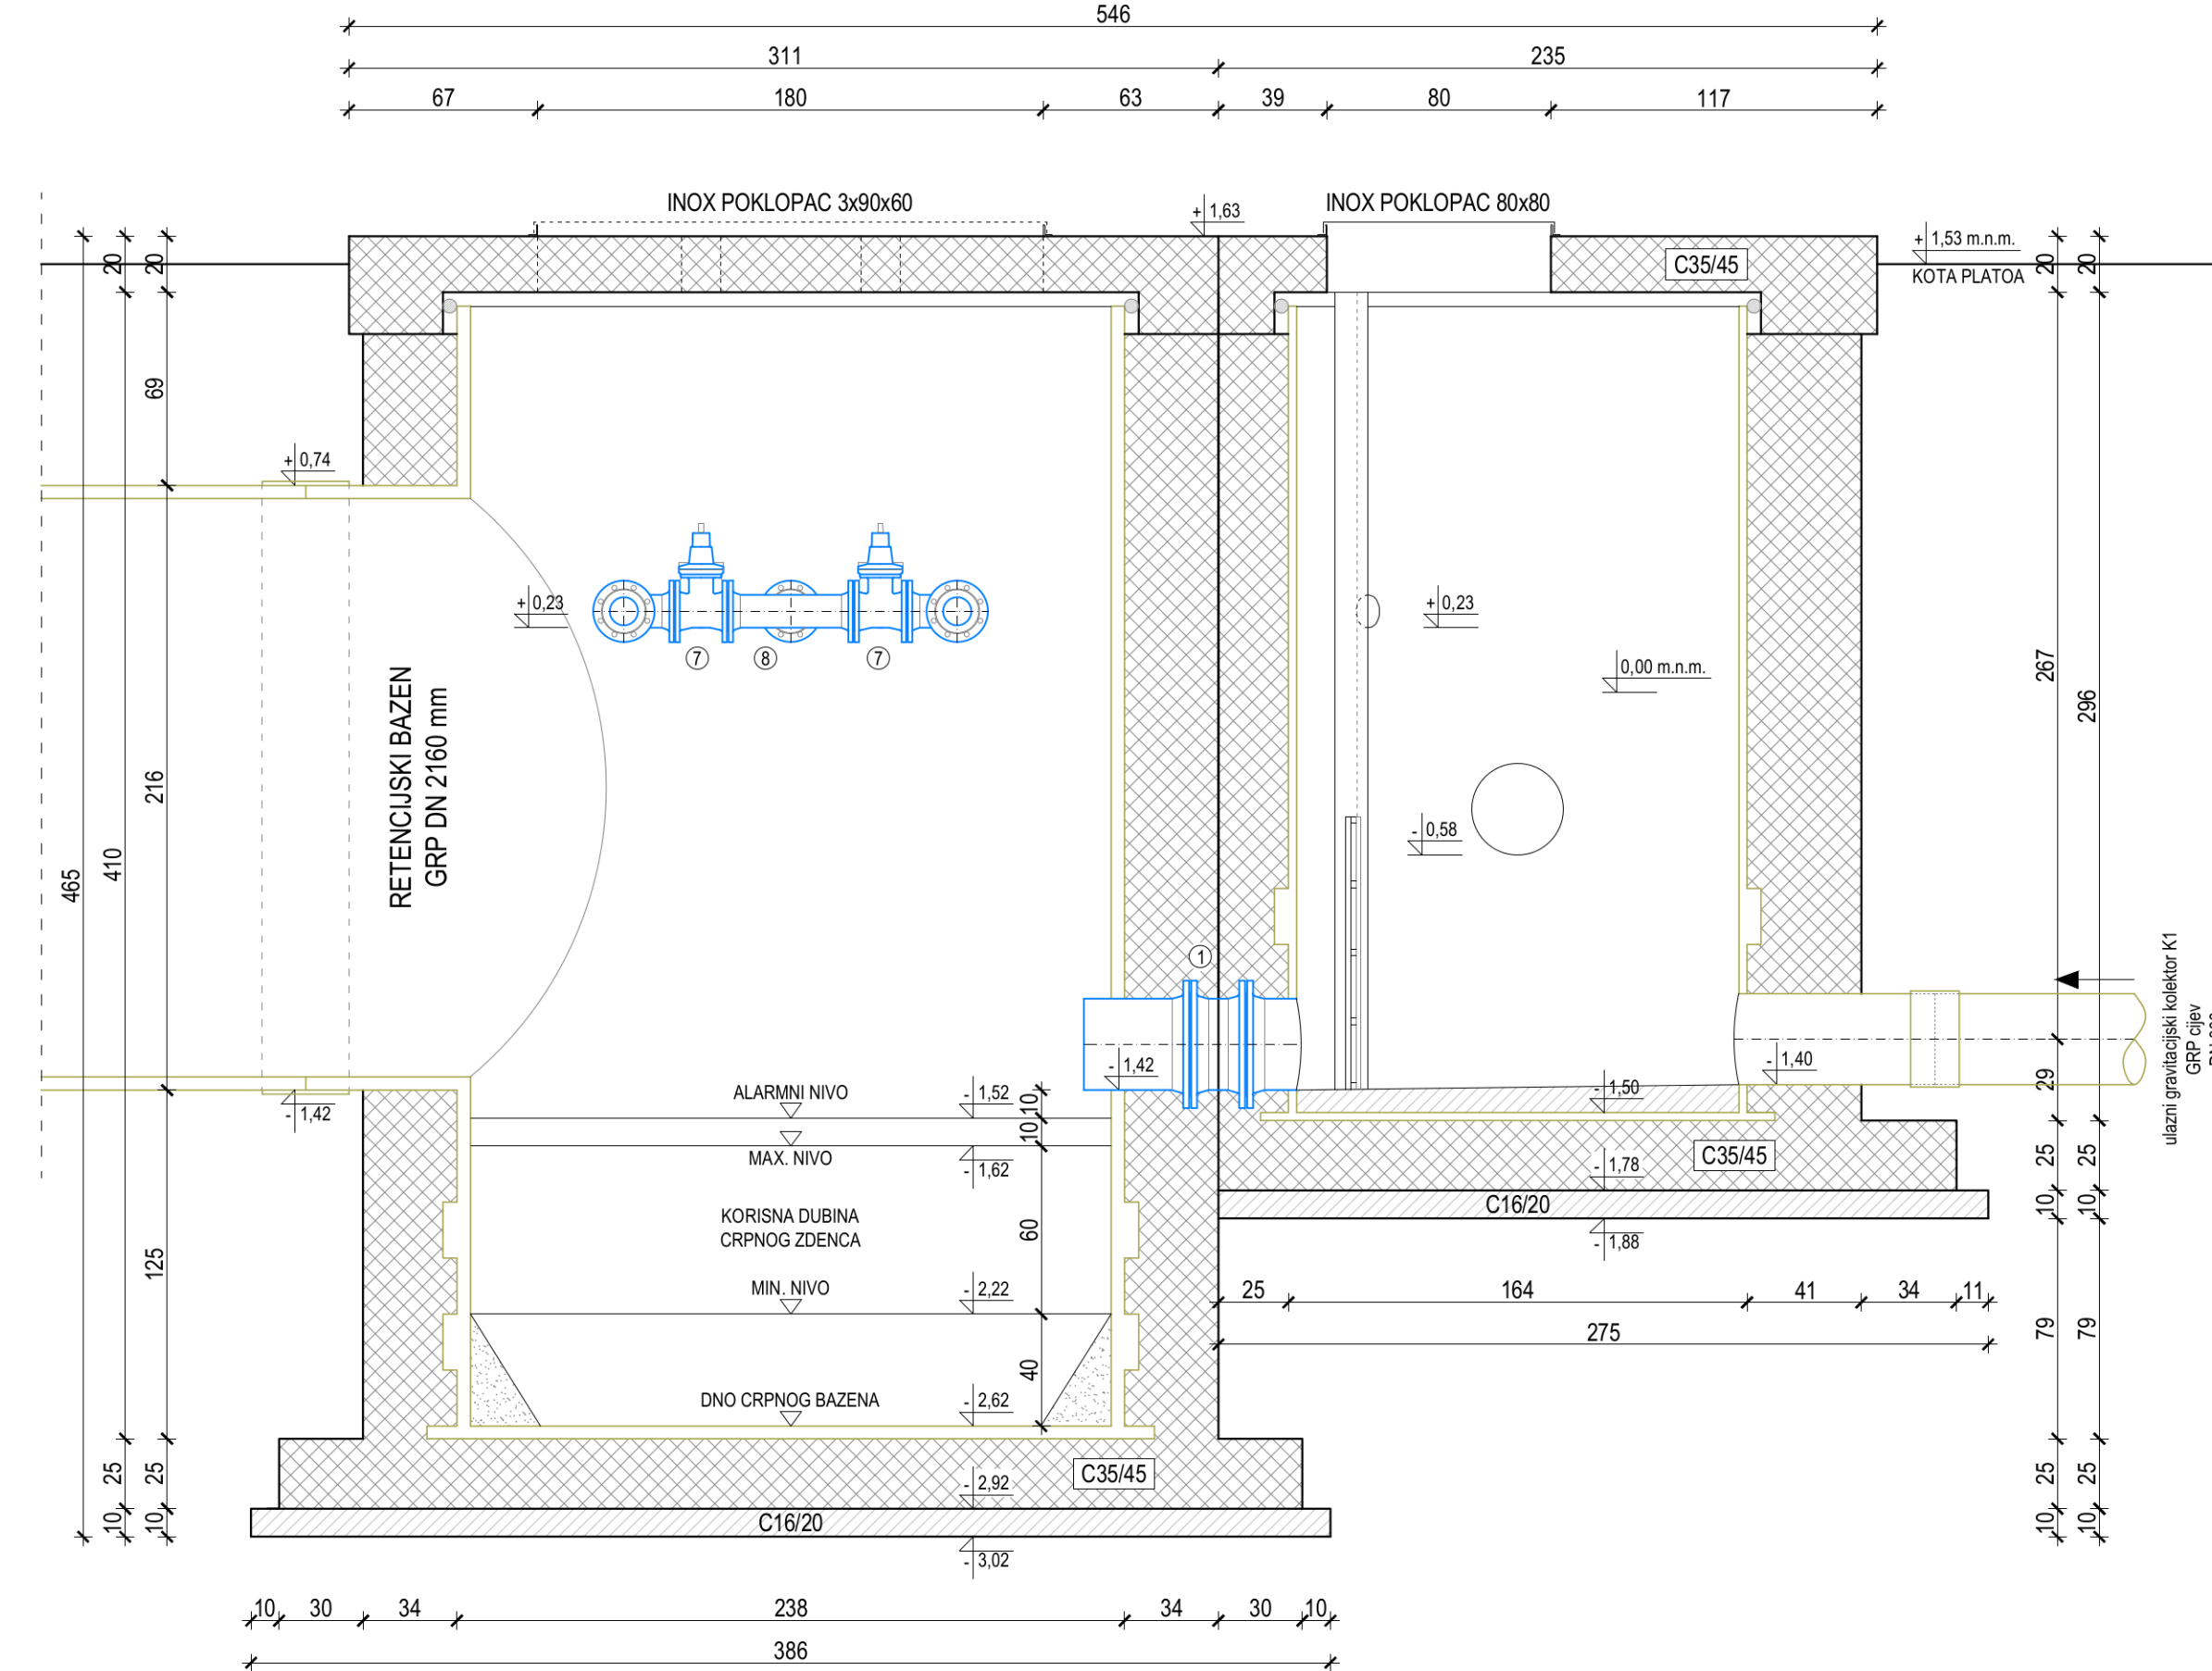 546
311 235
67 180 63 39 80 117
INOX POKLOPAC 3x90x60
+ 1,63
INOX POKLOPAC 80x80
+ 1,53 m.n.m.
KOTA PLATOA
C35/45
20 20
20 20
69
+ 0,74
+ 0,23
+ 0,23
7 8 7
0,00 m.n.m.
267
296
RETENCIJSKI BAZEN
GRP DN 2160 mm
216
410
465
- 0,58
1
ulazni gravitacijski kolektor K1
GRP cijev
- 1,42
- 1,40
29
- 1,50
- 1,42
ALARMNI NIVO
- 1,52
10
10
MAX. NIVO
- 1,62
C35/45
- 1,78
25 25
C16/20
10 10
- 1,88
KORISNA DUBINA
CRPNOG ZDENCA
60
125
MIN. NIVO
- 2,22
25 164 41 34 11
275
79 79
40
DNO CRPNOG BAZENA
- 2,62
C35/45
- 2,92
25 25
25 25
C16/20
10 10
10 10
- 3,02
10 30 34 238 34 30 10
386